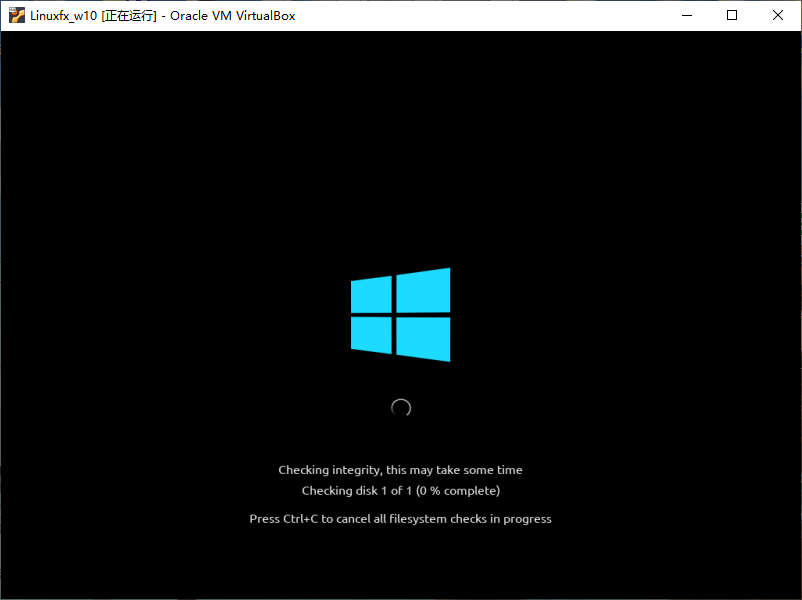 Linuxfx_w10 [正在运行] - Oracle VM VirtualBox
Checking integrity, this may take some time
Checking disk 1 of 1 (0 % complete)
Press Ctrl+C to cancel all filesystem checks in progress